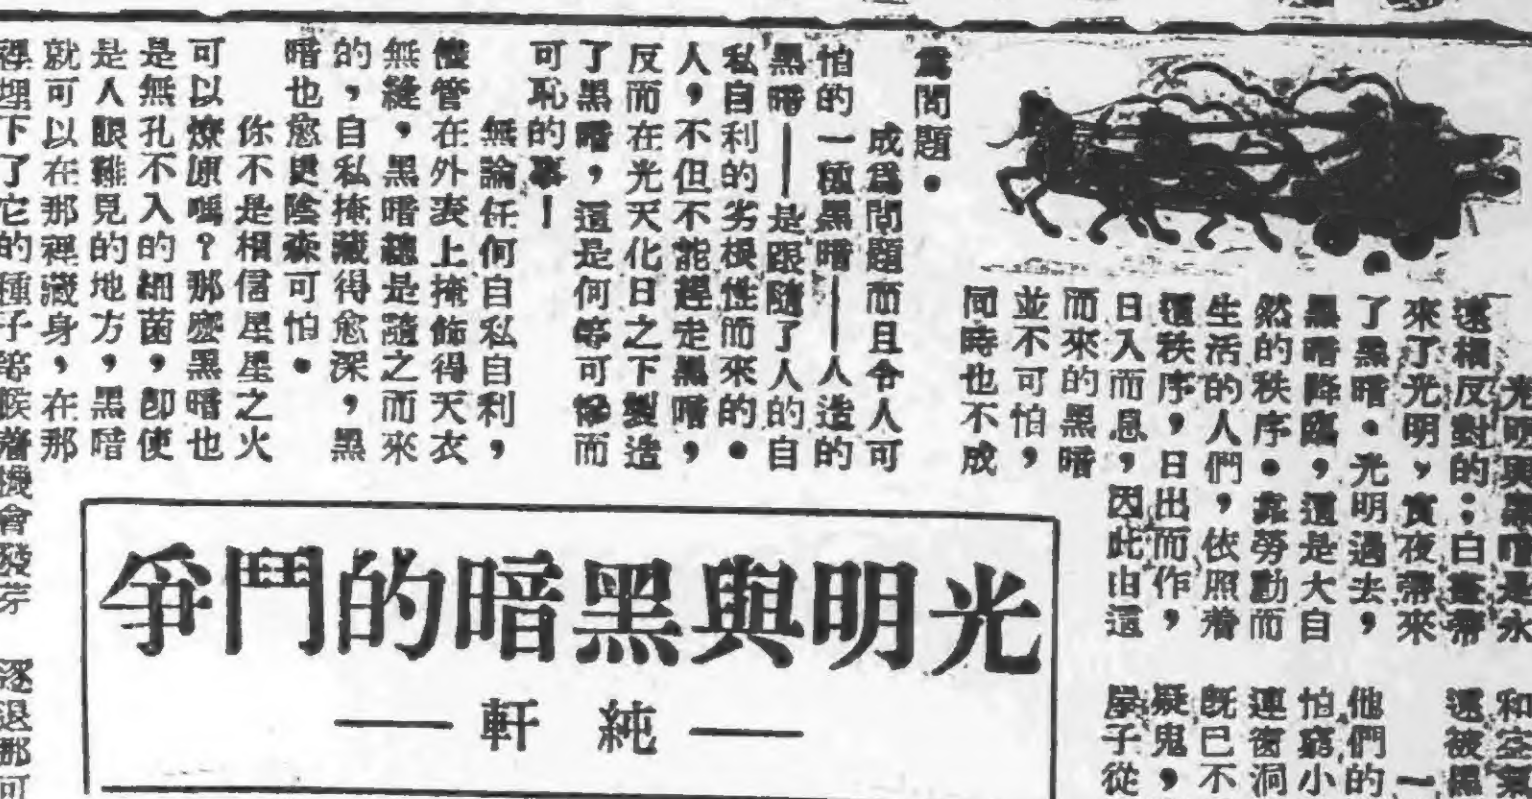 光明與黑暗的鬥爭
—純軒—
光明與黑暗是永
遠相反對的；白晝帶
來了光明，實夜帶來
了黑暗。光明過去，
黑暗降臨，這是大自
然的秩序。靠勞動而
生活的人們，依照着
這秩序，日出而作，
日入而息，因此由這
而來的黑暗
並不可怕，
同時也不成
爲問題。
成爲問題而且令人可
怕的一種黑暗——人造的
黑暗——是跟隨了人的自
私自利的劣根性而來的。
人，不但不能趕走黑暗，
反而在光天化日之下製造
了黑暗，這是何等可慘而
可恥的事！
無論任何自私自利，
儘管在外表上掩飾得天衣
無縫，黑暗總是隨之而來
的，自私掩藏得愈深，黑
暗也愈更陰森可怕。
你不是相信星星之火
可以燎原嗎？那麼黑暗也
是無孔不入的細菌，卽使
是人眼難見的地方，黑暗
就可以在那裡藏身，在那
裡埋下了它的種子等候着機會發芽
和空氣
遠被黑
一
他們的
怕窮小
連窗洞
既已不
疑鬼，
屋子從
逐退那可